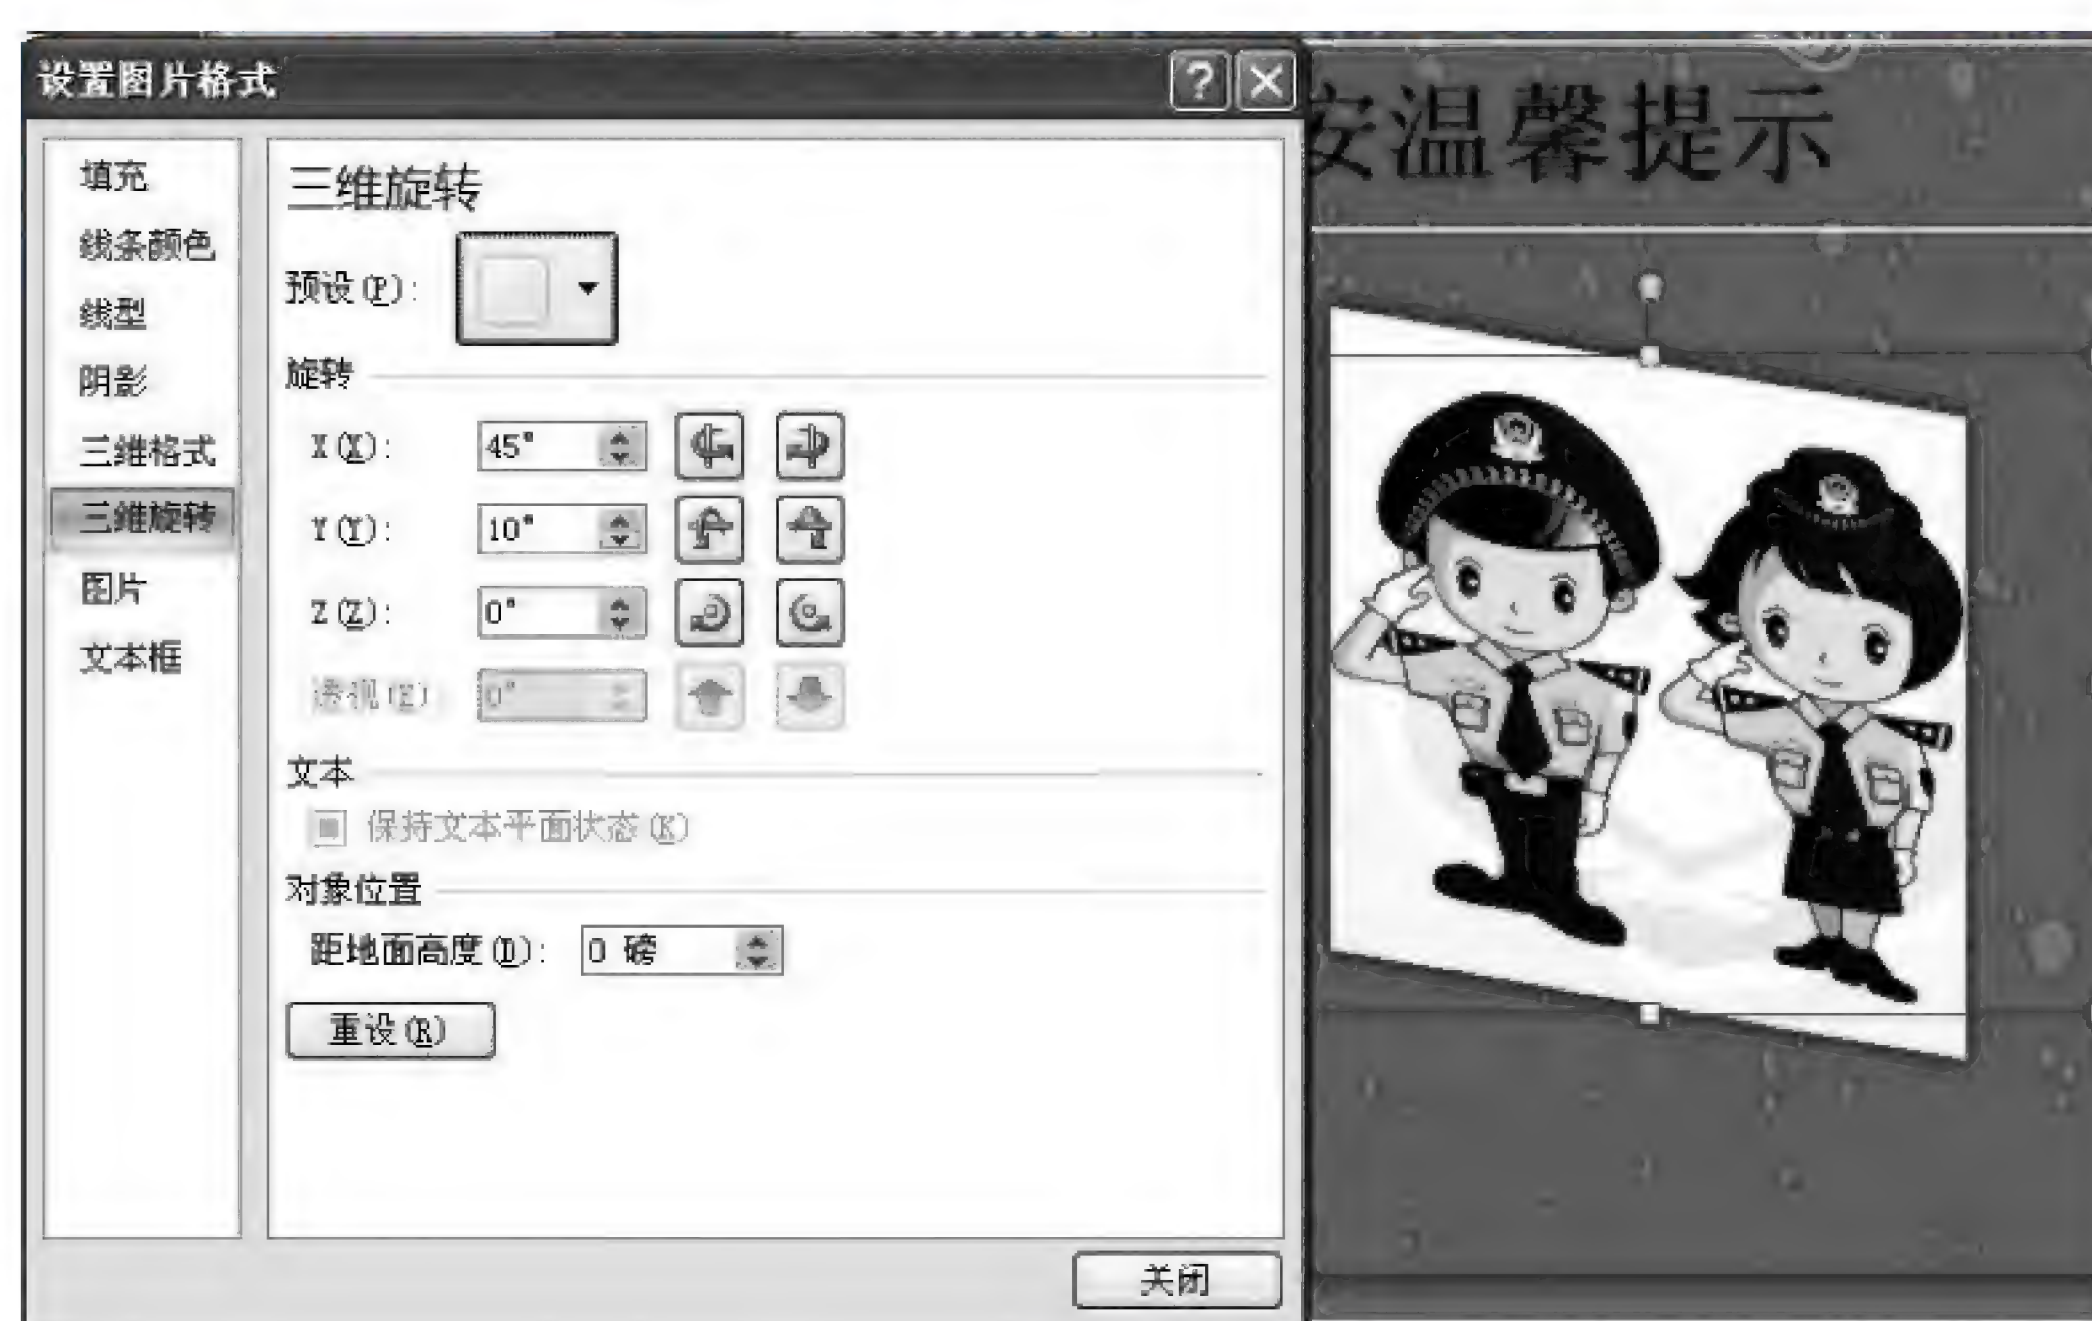 设置图片格式
安温馨提示
填充
线条颜色
线型
阴影
三维格式
三维旋转
图片
文本框
三维旋转
预设(P):
旋转
X(X): 45°
Y(Y): 10°
Z(Z): 0°
透视(E) 0°
文本
保持文本平面状态(K)
对象位置
距地面高度(D): 0 磅
重设(R)
关闭